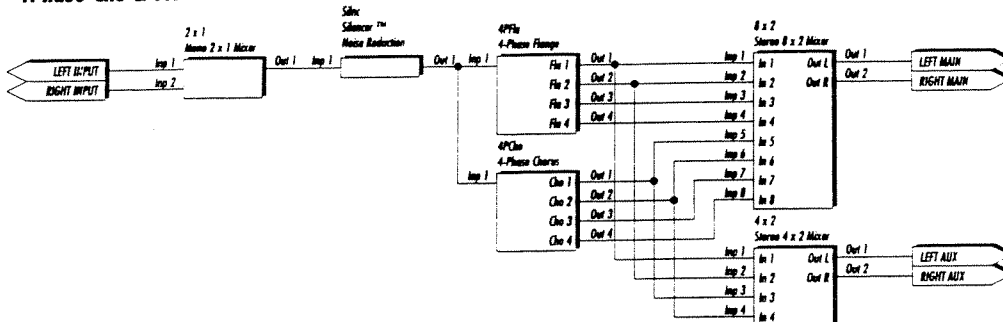 2 x 1
Mono 2 x 1 Mixer
LEFT INPUT
RIGHT INPUT
Inp 1
Inp 2
Out 1
Silnc
Silencer ™
Noise Reduction
Inp 1
Out 1
4PFla
4-Phase Flange
Inp 1
Fla 1
Fla 2
Fla 3
Fla 4
Out 1
Out 2
Out 3
Out 4
4PCho
4-Phase Chorus
Inp 1
Cho 1
Cho 2
Cho 3
Cho 4
Out 1
Out 2
Out 3
Out 4
8 x 2
Stereo 8 x 2 Mixer
Inp 1
Inp 2
Inp 3
Inp 4
Inp 5
Inp 6
Inp 7
Inp 8
In 1
In 2
In 3
In 4
In 5
In 6
In 7
In 8
Out L
Out R
Out 1
Out 2
LEFT MAIN
RIGHT MAIN
4 x 2
Stereo 4 x 2 Mixer
Inp 1
Inp 2
Inp 3
Inp 4
In 1
In 2
In 3
In 4
Out L
Out R
Out 1
Out 2
LEFT AUX
RIGHT AUX